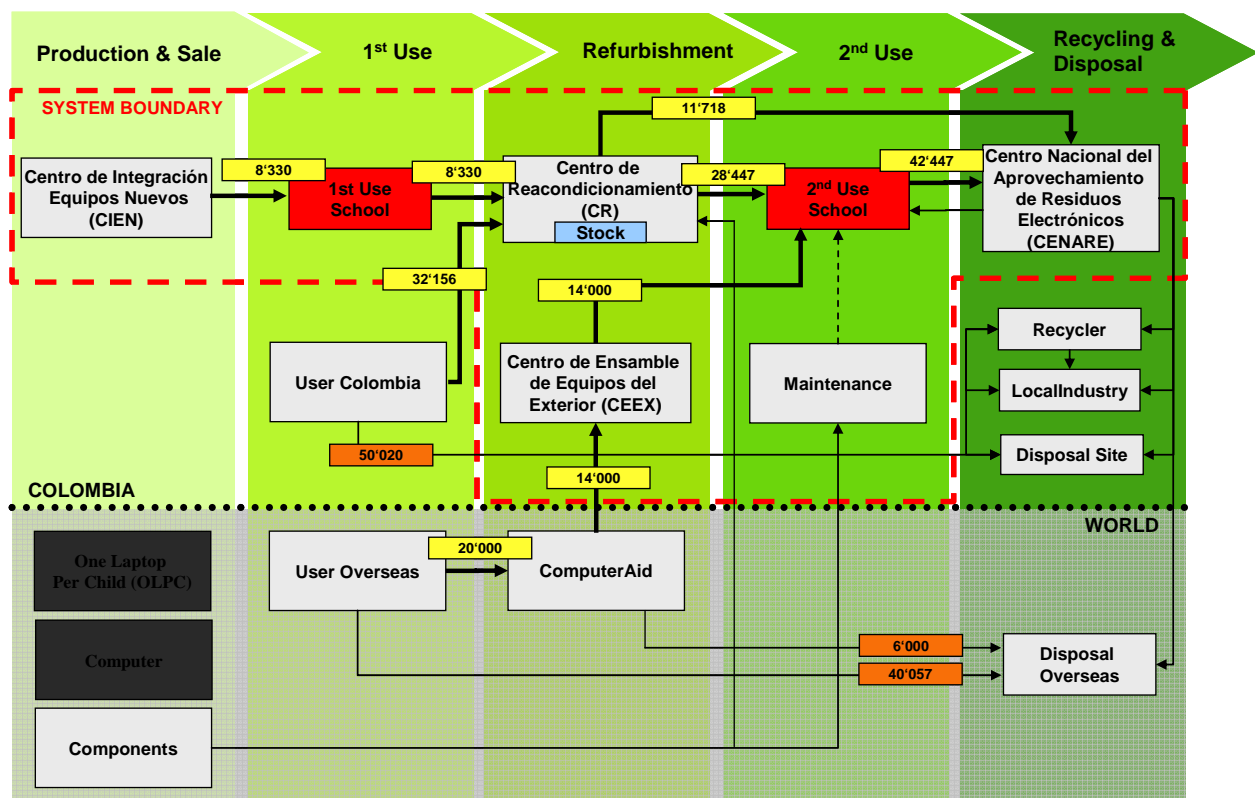 Production & Sale
1st Use
Refurbishment
2nd Use
Recycling &
Disposal
SYSTEM BOUNDARY
11'718
Centro de Integración
Equipos Nuevos
(CIEN)
8'330
1st Use
School
8'330
Centro de
Reacondicionamiento
(CR)
Stock
28'447
2nd Use
School
42'447
Centro Nacional del
Aprovechamiento
de Residuos
Electrónicos
(CENARE)
32'156
14'000
User Colombia
Centro de Ensamble
de Equipos del
Exterior (CEEX)
Maintenance
Recycler
LocalIndustry
Disposal Site
50'020
14'000
COLOMBIA
WORLD
One Laptop
Per Child (OLPC)
User Overseas
20'000
ComputerAid
Computer
6'000
40'057
Disposal
Overseas
Components